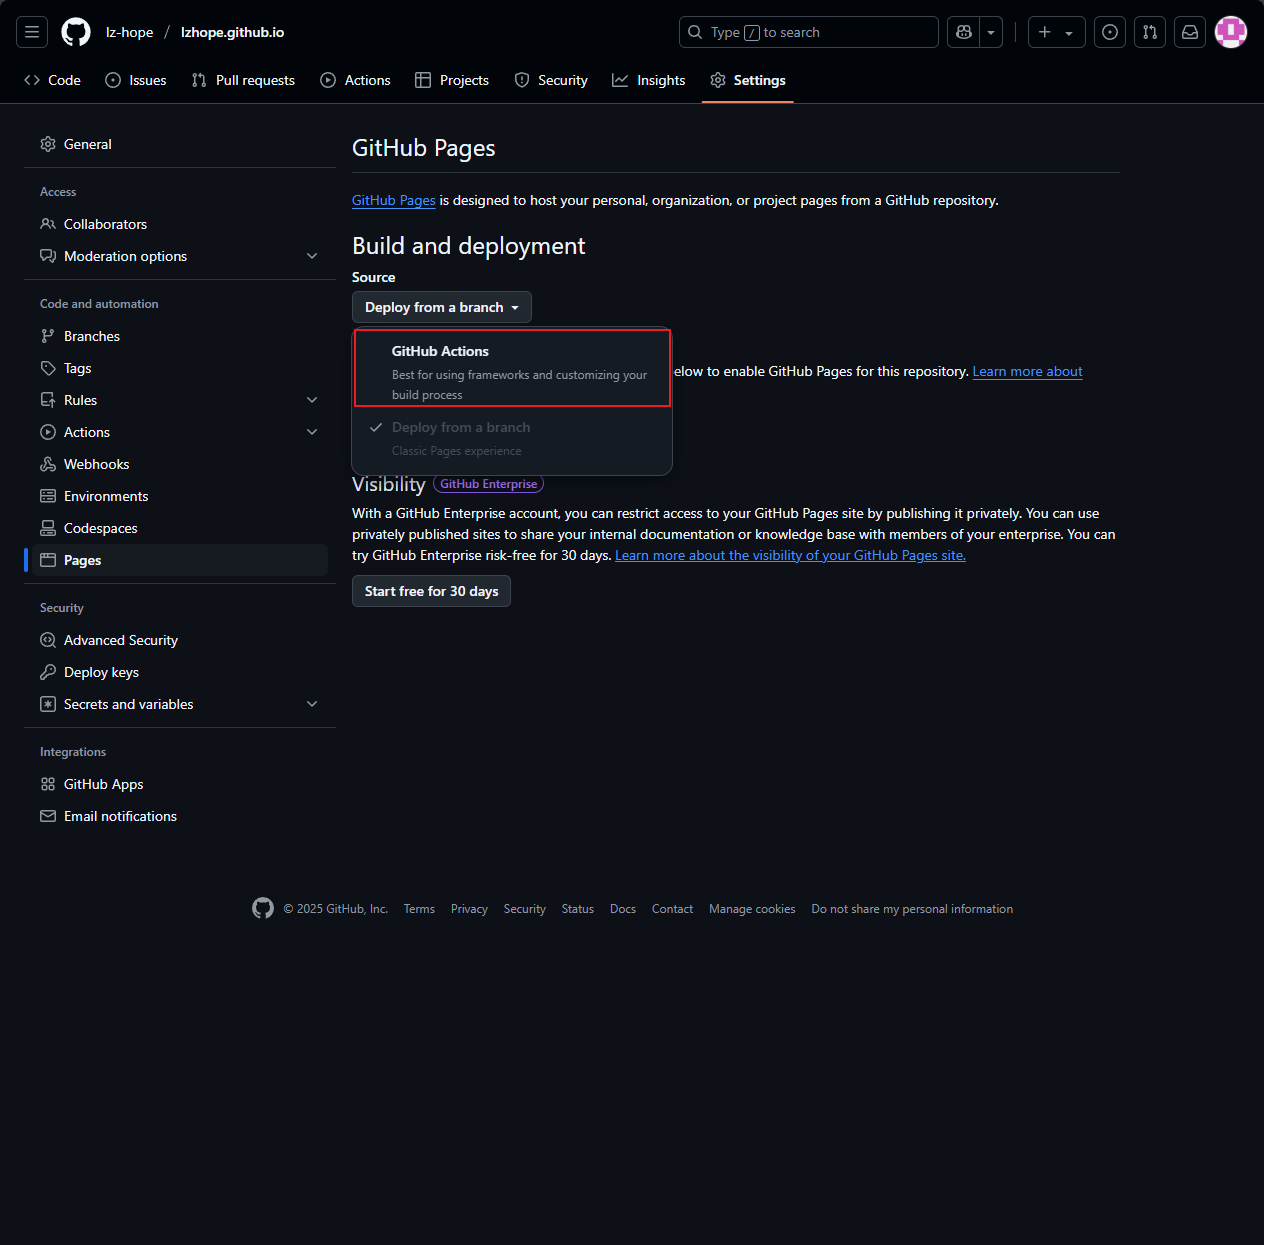 lz-hope / lzhope.github.io
Type / to search
Code Issues Pull requests Actions Projects Security Insights Settings
General
Access
Collaborators
Moderation options
Code and automation
Branches
Tags
Rules
Actions
Webhooks
Environments
Codespaces
Pages
Security
Advanced Security
Deploy keys
Secrets and variables
Integrations
GitHub Apps
Email notifications
GitHub Pages
GitHub Pages is designed to host your personal, organization, or project pages from a GitHub repository.
Build and deployment
Source
Deploy from a branch
GitHub Actions
Best for using frameworks and customizing your
build process
to enable GitHub Pages for this repository. Learn more about
Deploy from a branch
Classic Pages experience
Visibility GitHub Enterprise
With a GitHub Enterprise account, you can restrict access to your GitHub Pages site by publishing it privately. You can use
privately published sites to share your internal documentation or knowledge base with members of your enterprise. You can
try GitHub Enterprise risk-free for 30 days. Learn more about the visibility of your GitHub Pages site.
Start free for 30 days
© 2025 GitHub, Inc. Terms Privacy Security Status Docs Contact Manage cookies Do not share my personal information